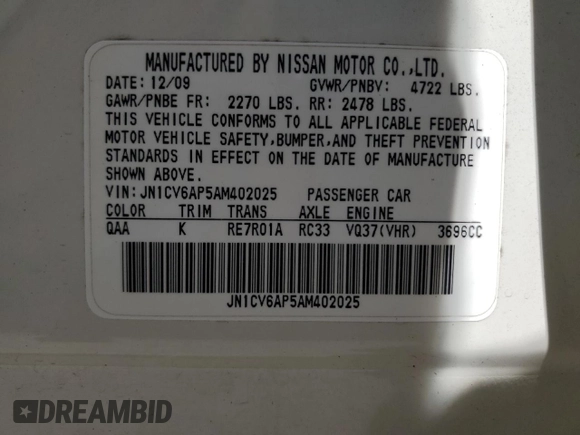 MANUFACTURED BY NISSAN MOTOR CO.,LTD.
DATE: 12/09 GVWR/PNBV: 4722 LBS.
GAWR/PNBE FR: 2270 LBS. RR: 2478 LBS.
THIS VEHICLE CONFORMS TO ALL APPLICABLE FEDERAL
MOTOR VEHICLE SAFETY,BUMPER,AND THEFT PREVENTION
STANDARDS IN EFFECT ON THE DATE OF MANUFACTURE
SHOWN ABOVE.
VIN: JN1CV6AP5AM402025 PASSENGER CAR
COLOR TRIM TRANS AXLE ENGINE
QAA K RE7R01A RC33 VQ37(VHR) 3696CC
JN1CV6AP5AM402025
DREAMBID